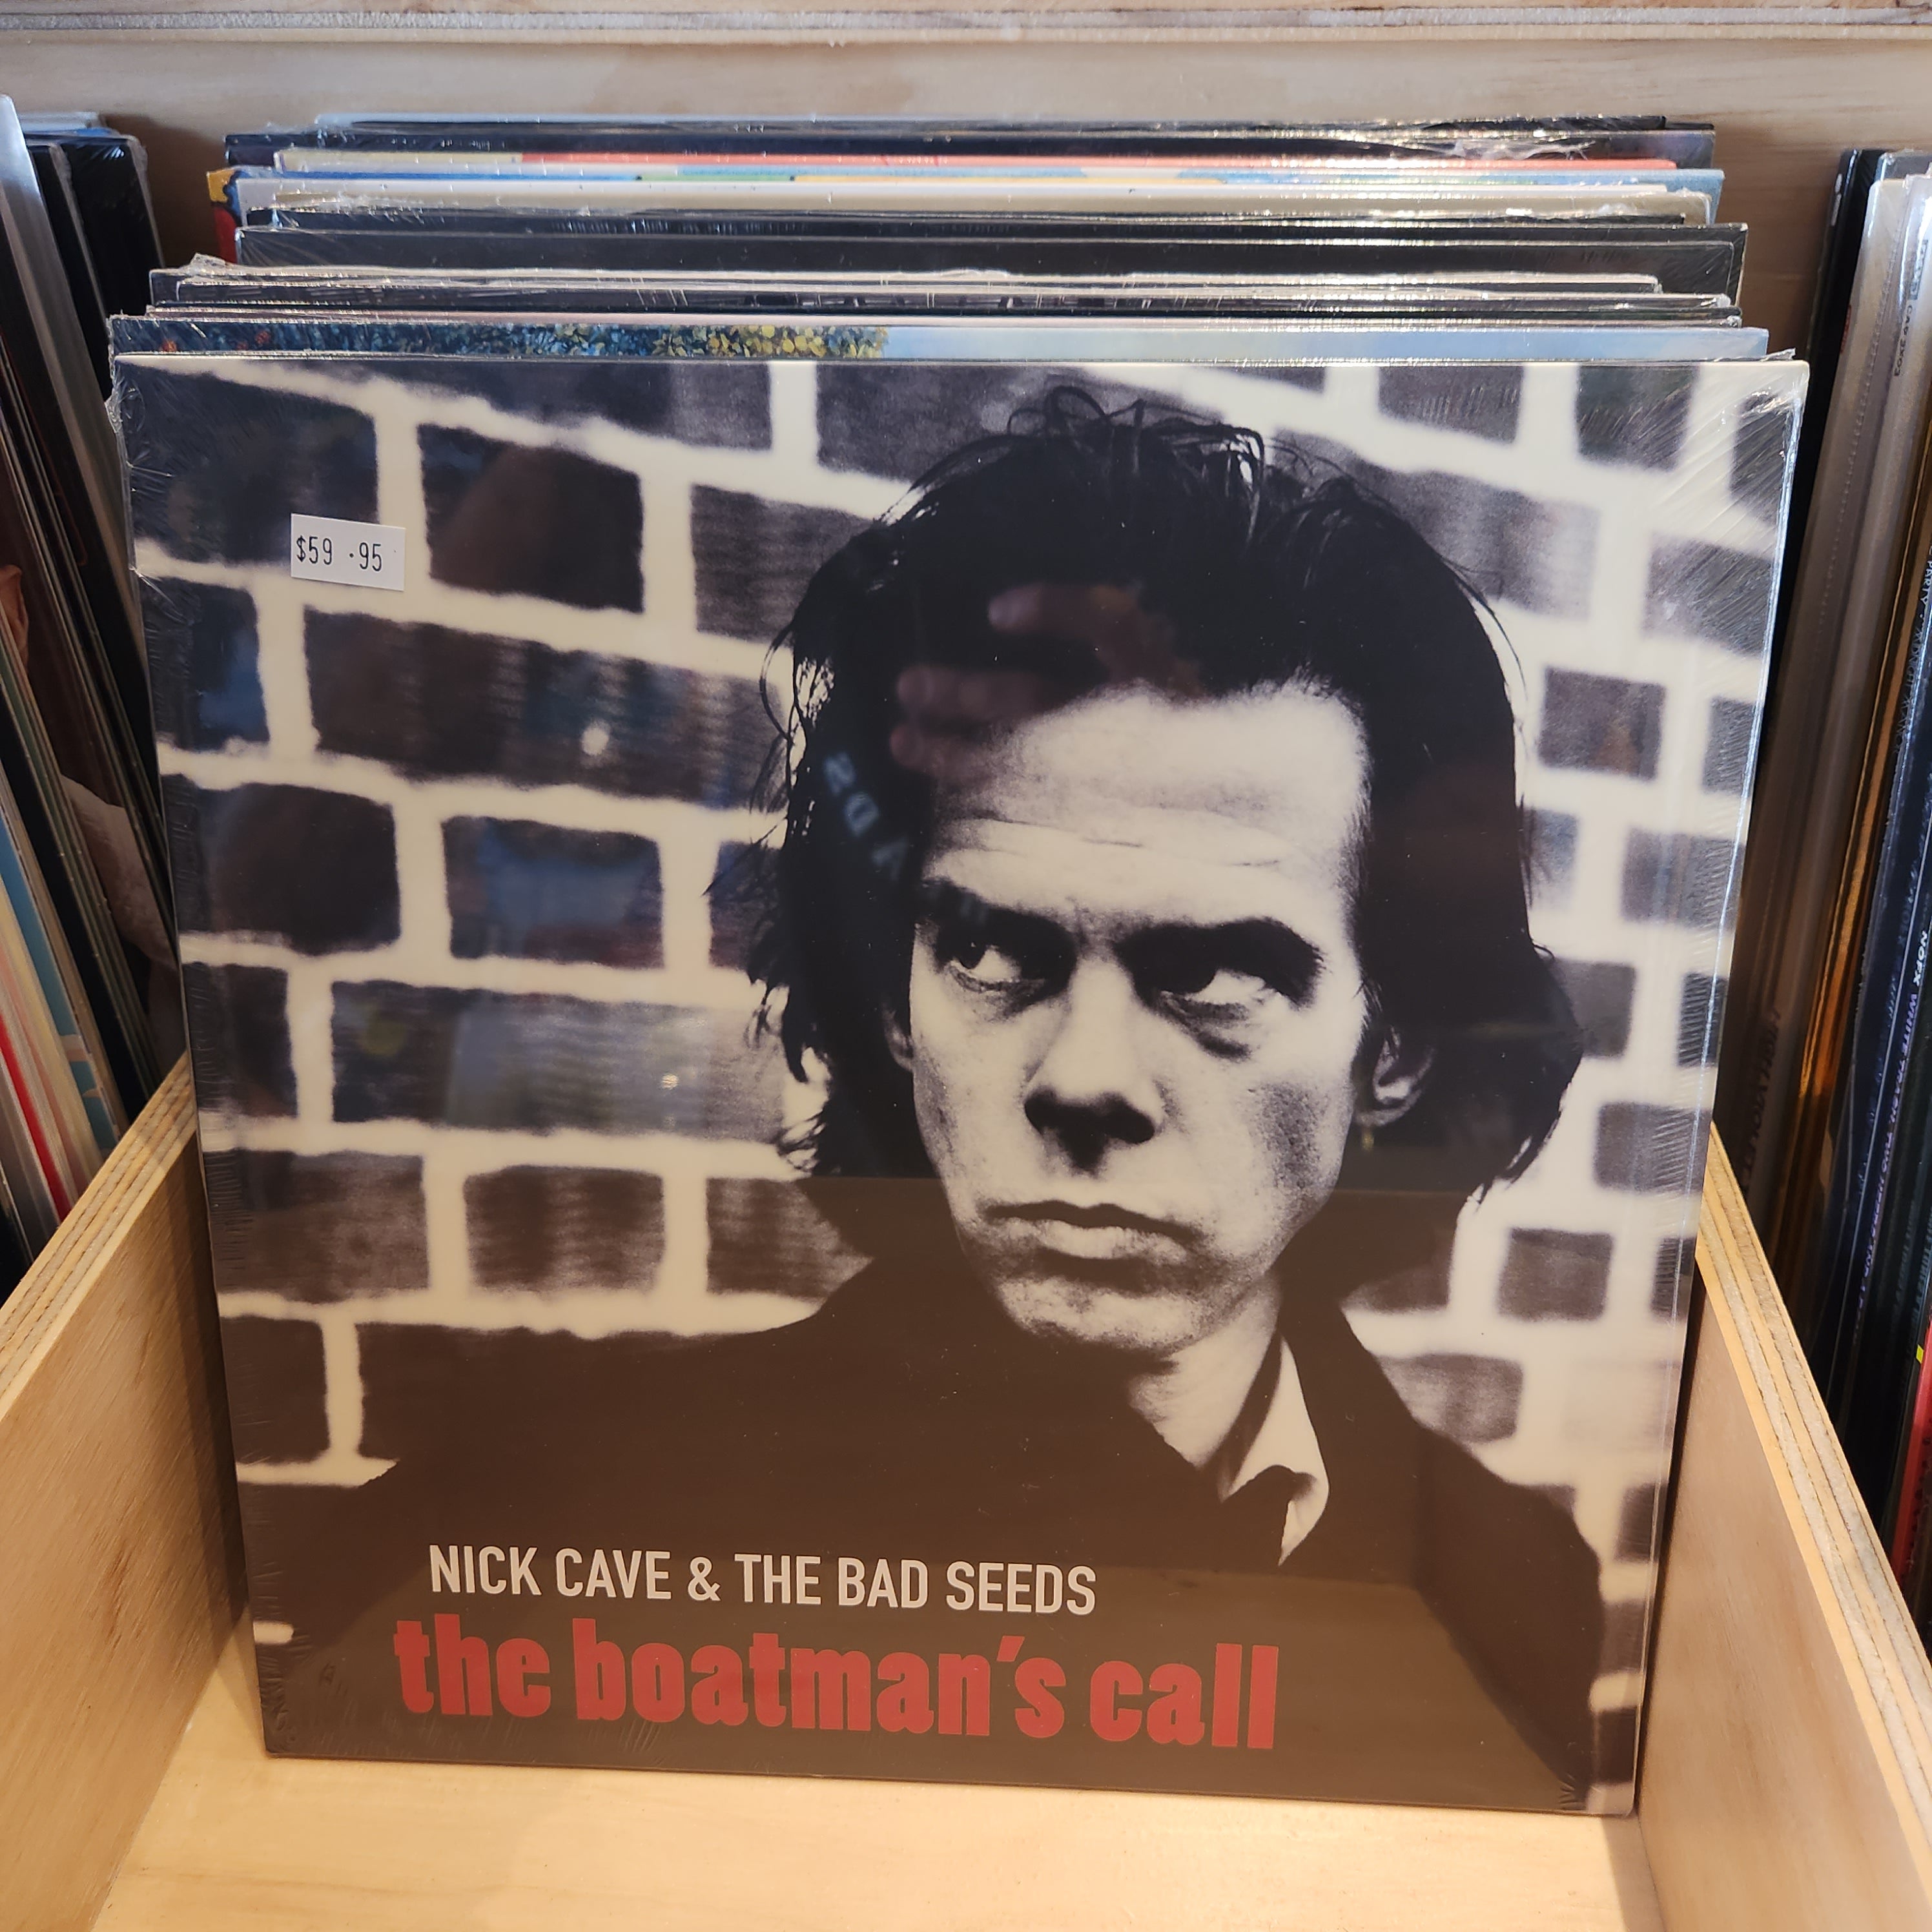 $59.95
NICK CAVE & THE BAD SEEDS
the boatman's call